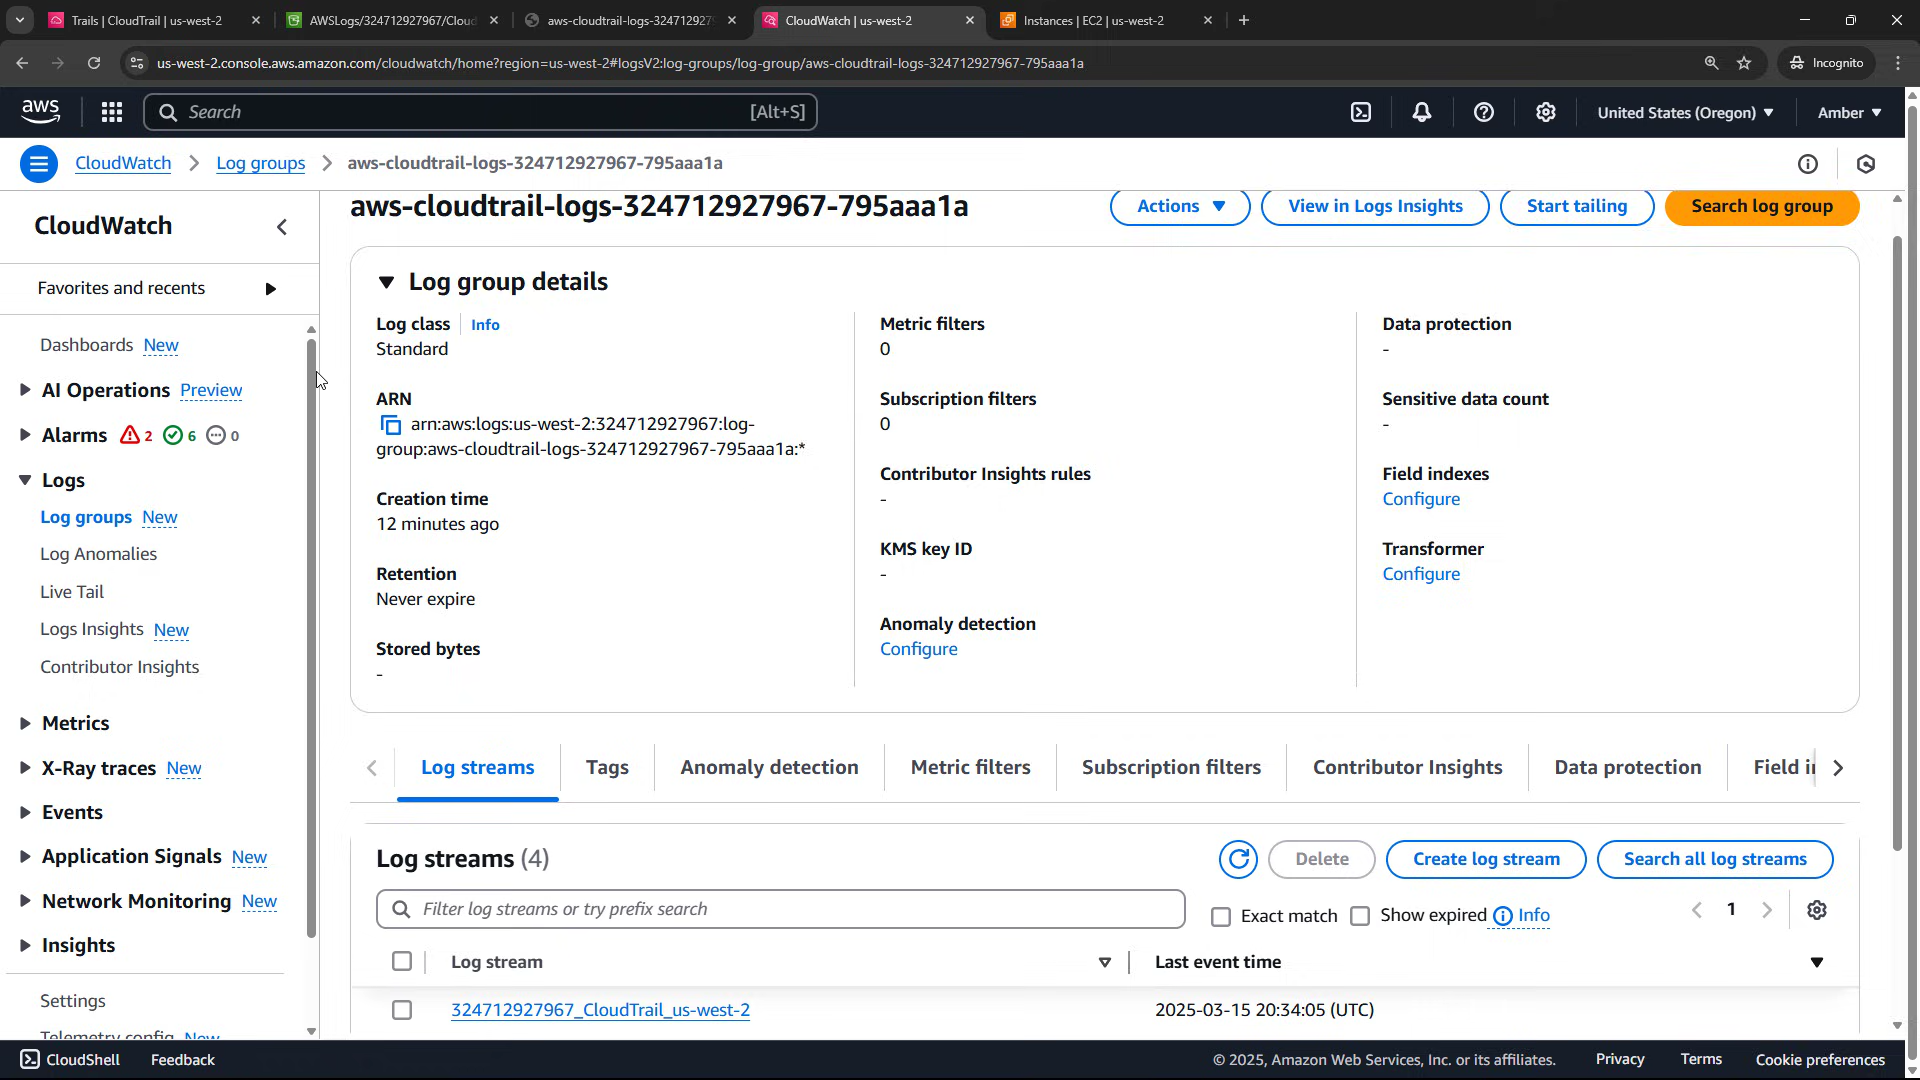 Trails | CloudTrail | us-west-2
AWSLogs/324712927967/Cloud
aws-cloudtrail-logs-324712927
CloudWatch | us-west-2
Instances | EC2 | us-west-2
us-west-2.console.aws.amazon.com/cloudwatch/home?region=us-west-2#logsV2:log-groups/log-group/aws-cloudtrail-logs-324712927967-795aaa1a
Incognito
aws
Search
[Alt+S]
United States (Oregon)
Amber
CloudWatch
Log groups
aws-cloudtrail-logs-324712927967-795aaa1a
CloudWatch
Favorites and recents
Dashboards New
AI Operations Preview
Alarms 2 6 0
Logs
Log groups New
Log Anomalies
Live Tail
Logs Insights New
Contributor Insights
Metrics
X-Ray traces New
Events
Application Signals New
Network Monitoring New
Insights
Settings
Telemetry config New
aws-cloudtrail-logs-324712927967-795aaa1a
Actions
View in Logs Insights
Start tailing
Search log group
Log group details
Log class
Info
Standard
ARN
arn:aws:logs:us-west-2:324712927967:log-
group:aws-cloudtrail-logs-324712927967-795aaa1a:*
Creation time
12 minutes ago
Retention
Never expire
Stored bytes
-
Metric filters
0
Subscription filters
0
Contributor Insights rules
-
KMS key ID
-
Anomaly detection
Configure
Data protection
-
Sensitive data count
-
Field indexes
Configure
Transformer
Configure
Log streams
Tags
Anomaly detection
Metric filters
Subscription filters
Contributor Insights
Data protection
Field i
Log streams (4)
Delete
Create log stream
Search all log streams
Filter log streams or try prefix search
Exact match
Show expired
Info
1
Log stream
Last event time
324712927967_CloudTrail_us-west-2
2025-03-15 20:34:05 (UTC)
CloudShell
Feedback
© 2025, Amazon Web Services, Inc. or its affiliates.
Privacy
Terms
Cookie preferences